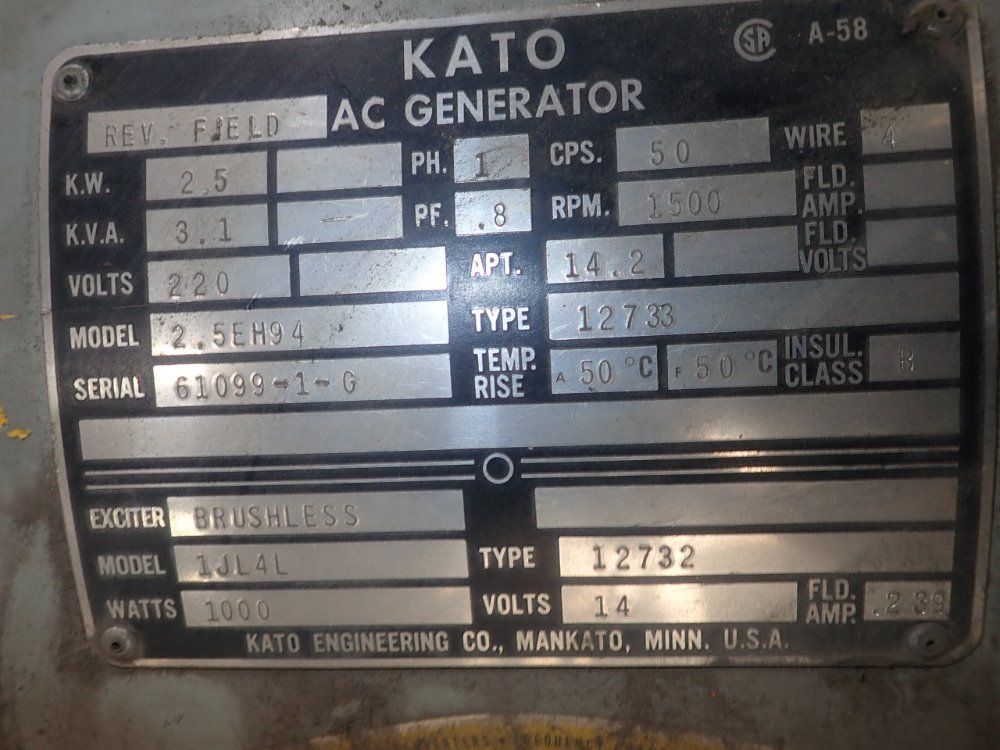 KATO
SA A-58
AC GENERATOR
REV. FIELD
K.W. 2.5 PH. 1 CPS. 50 WIRE 4
K.V.A. 3.1 - PF. .8 RPM. 1500 FLD. AMP.
VOLTS 220 APT. 14.2 FLD. VOLTS
MODEL 2.5EH94 TYPE 12733
SERIAL 61099-1-G TEMP. RISE A 50 °C F 50 °C INSUL. CLASS B
EXCITER BRUSHLESS
MODEL 1JL4L TYPE 12732
WATTS 1000 VOLTS 14 FLD. AMP. .239
KATO ENGINEERING CO., MANKATO, MINN. U.S.A.
FREQUENCY